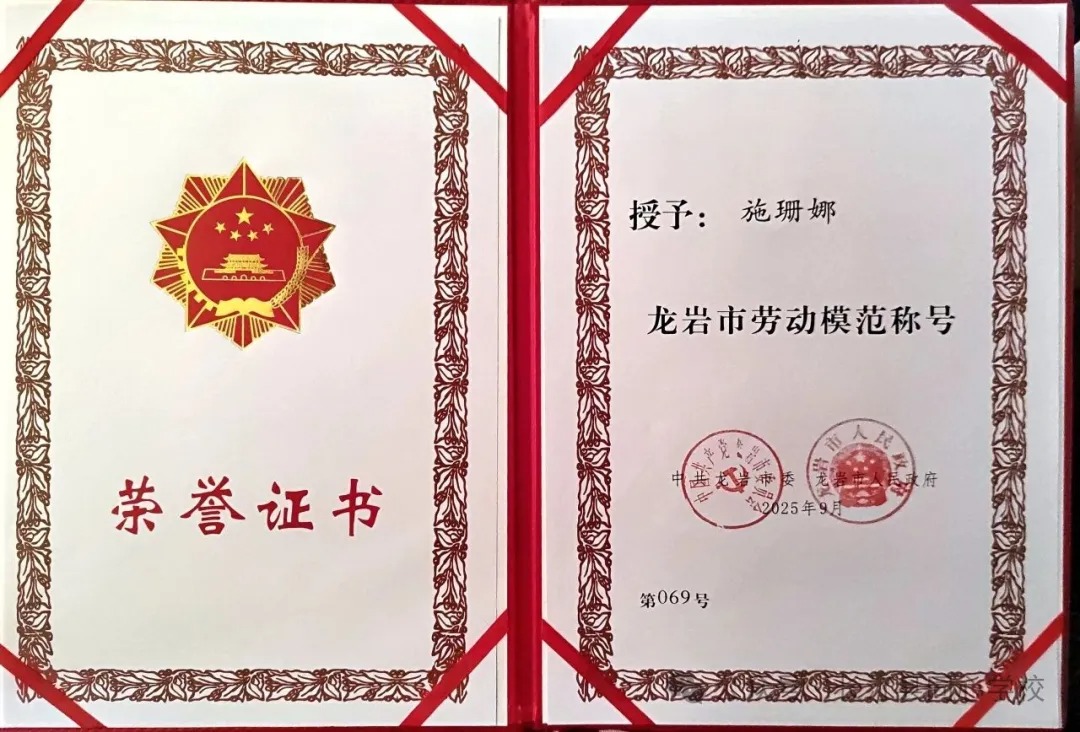 荣誉证书
授予： 施珊娜
龙岩市劳动模范称号
中共龙岩市委 龙岩市人民政府
2025年9月
第069号
学校